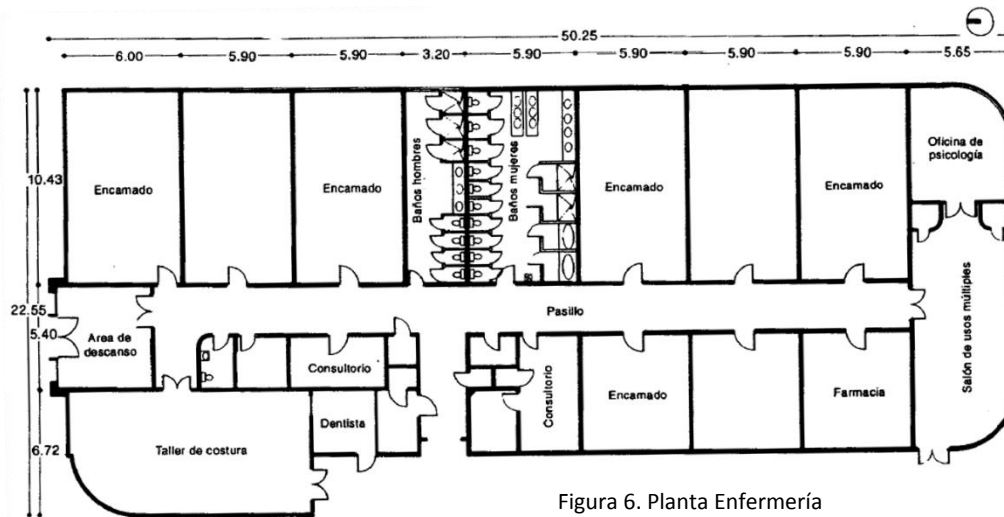 50.25
6.00 5.90 5.90 3.20 5.90 5.90 5.90 5.90 5.65
10.43
22.55
5.40
6.72
Encamado
Encamado
Baños hombres
Baños mujeres
Encamado
Encamado
Oficina de
psicología
Area de
descanso
Pasillo
Salón de usos múltiples
Consultorio
Consultorio
Encamado
Farmacia
Dentista
Taller de costura
Figura 6. Planta Enfermería